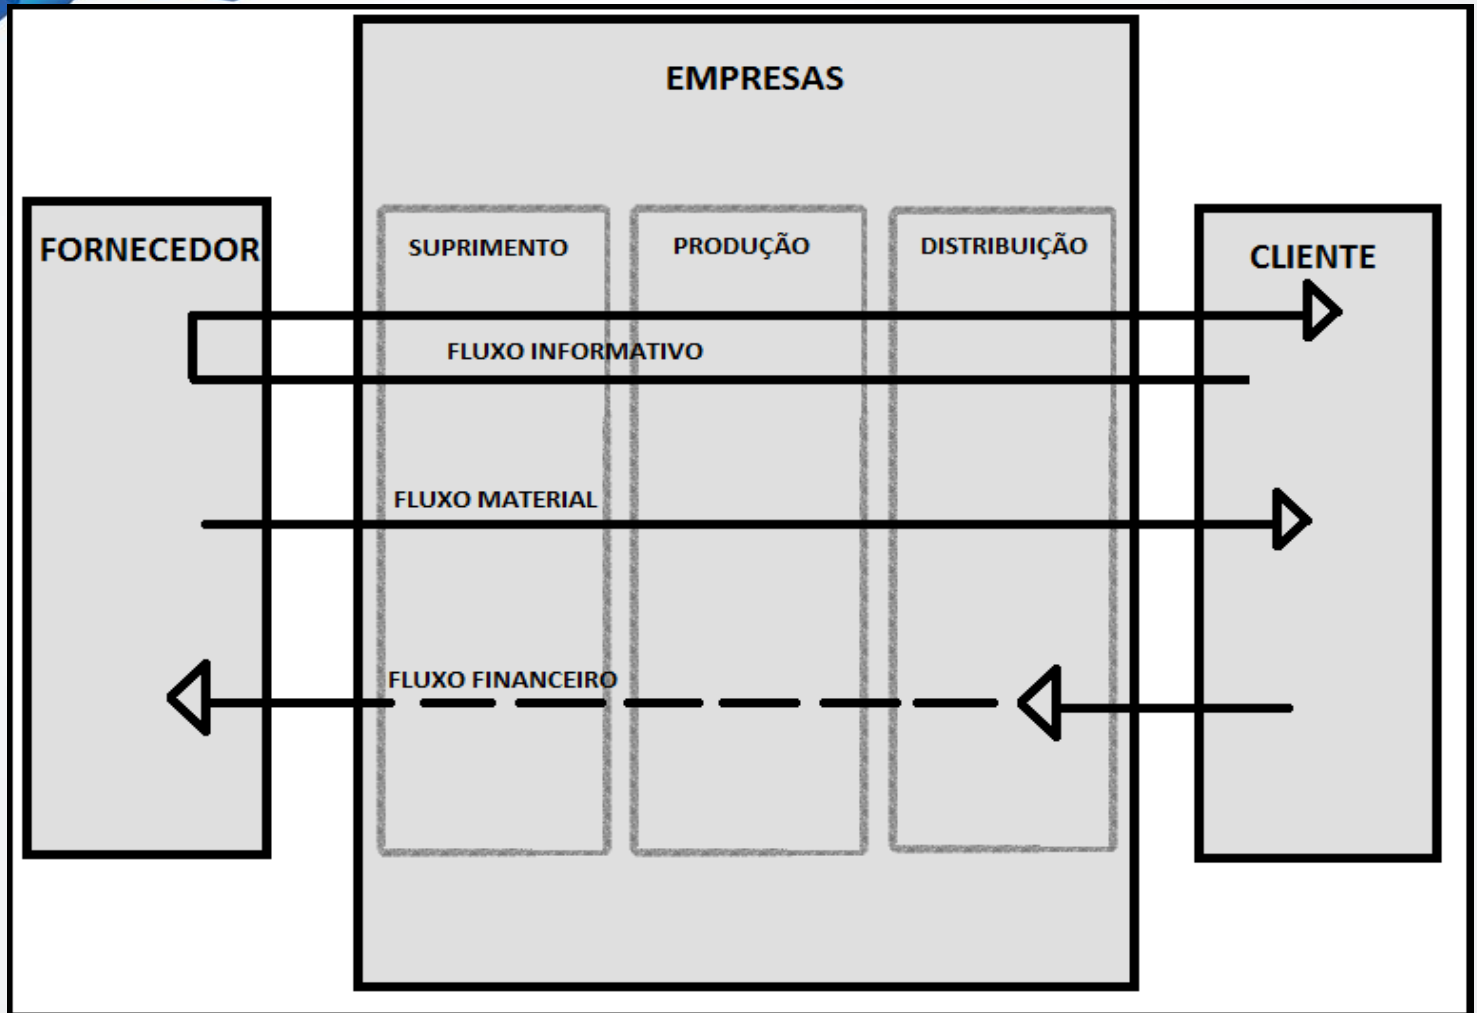 EMPRESAS
FORNECEDOR
SUPRIMENTO
PRODUÇÃO
DISTRIBUIÇÃO
CLIENTE
FLUXO INFORMATIVO
FLUXO MATERIAL
FLUXO FINANCEIRO